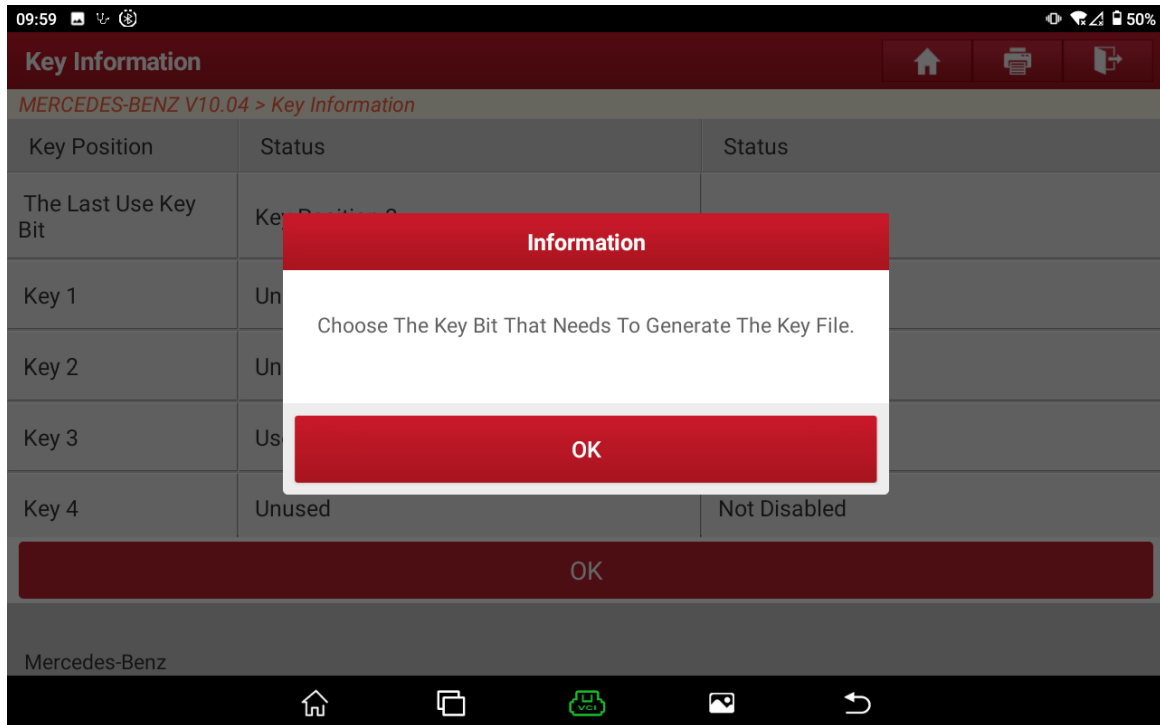 09:59 50%
Key Information
MERCEDES-BENZ V10.04 > Key Information
Key Position Status Status
The Last Use Key
Bit
Information
Key 1
Choose The Key Bit That Needs To Generate The Key File.
Key 2
Key 3
OK
Key 4 Unused Not Disabled
OK
Mercedes-Benz
VCI